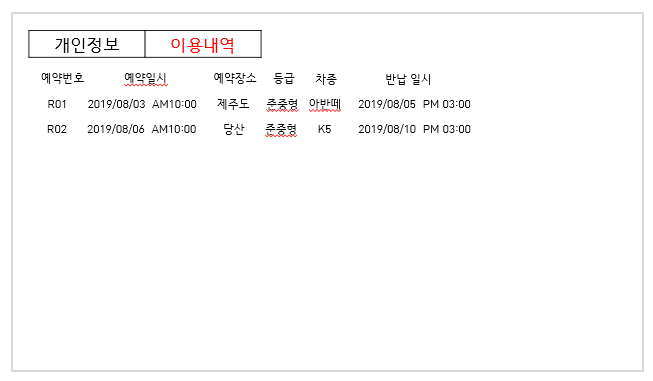 개인정보 이용내역
예약번호 예약일시 예약장소 등급 차종 반납 일시
R01 2019/08/03 AM10:00 제주도 준중형 아반떼 2019/08/05 PM 03:00
R02 2019/08/06 AM10:00 당산 준중형 K5 2019/08/10 PM 03:00